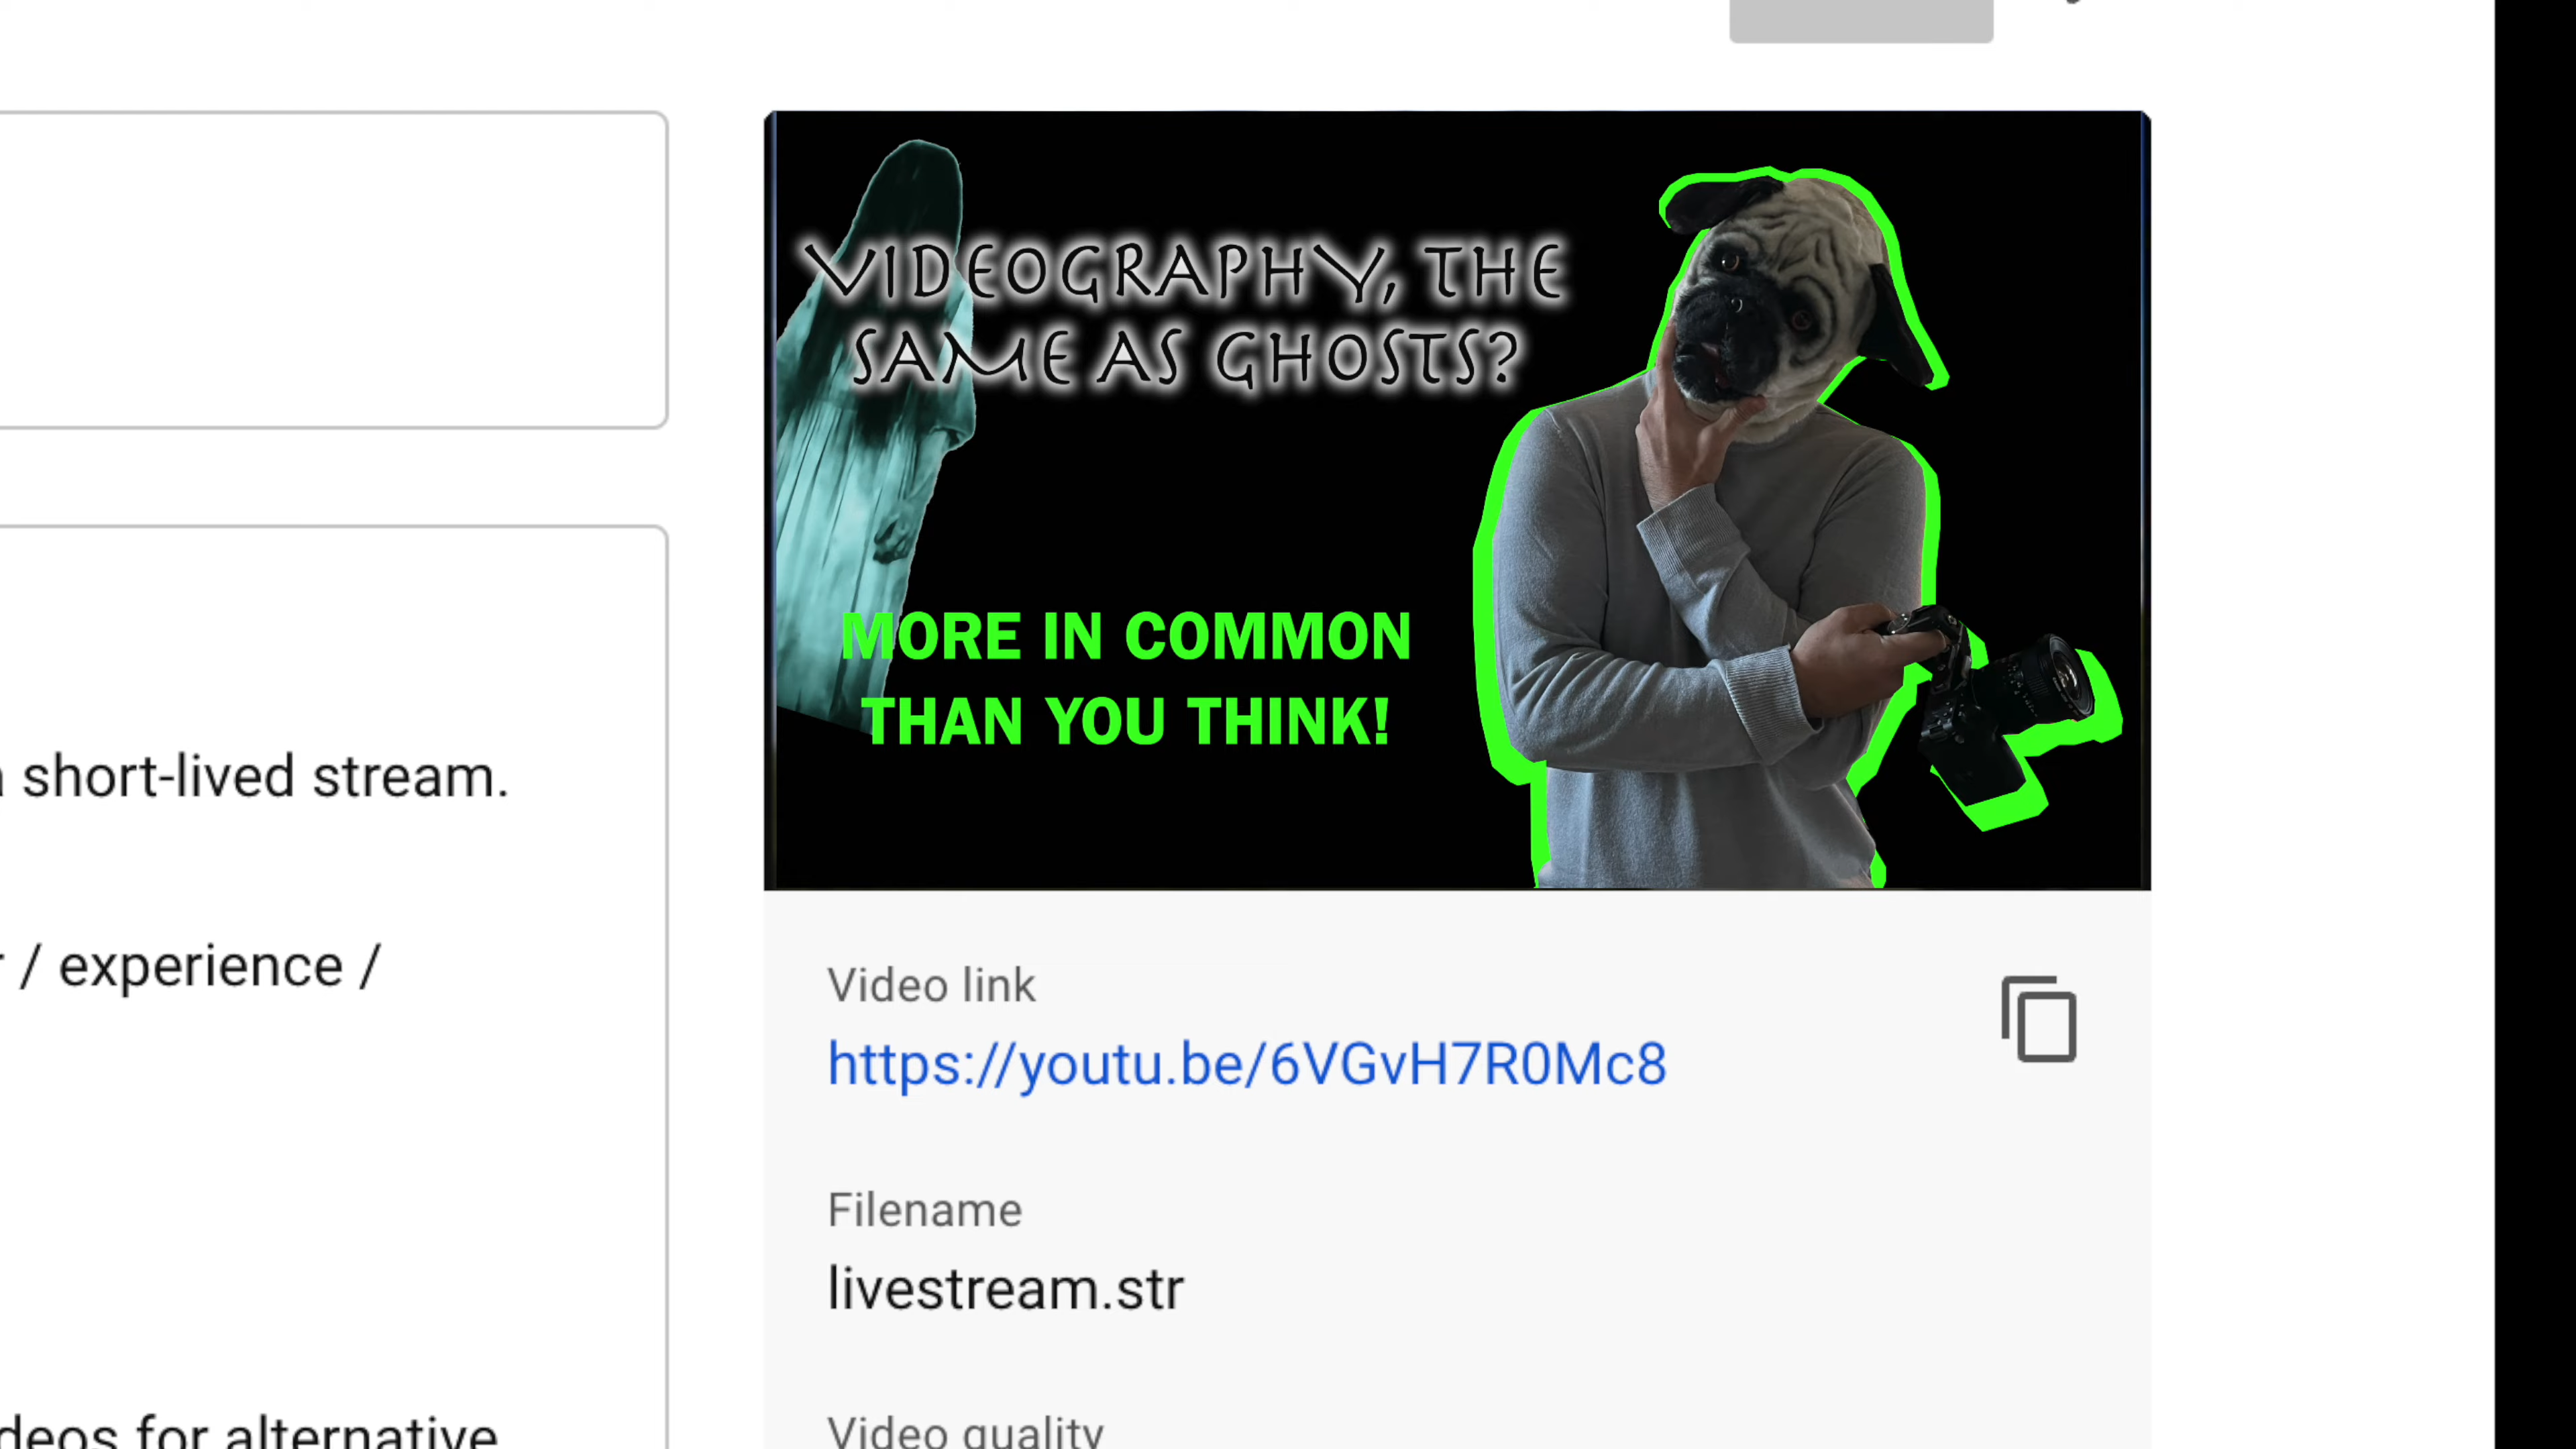 VIDEOGRAPHY, THE
SAME AS GHOSTS?
MORE IN COMMON
THAN YOU THINK!
short-lived stream.
/ experience /
for alternative
Video link
https://youtu.be/6VGvH7R0Mc8
Filename
livestream.str
Video quality